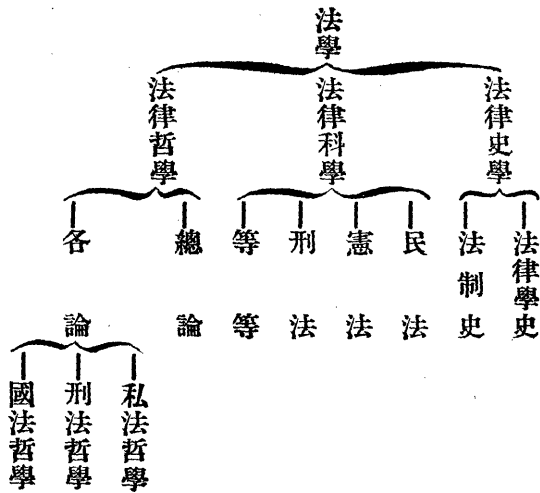 法學
法律史學
法律科學
法律哲學
法律學史
法制史
民法
憲法
刑法
等等
總論
各論
私法哲學
刑法哲學
國法哲學